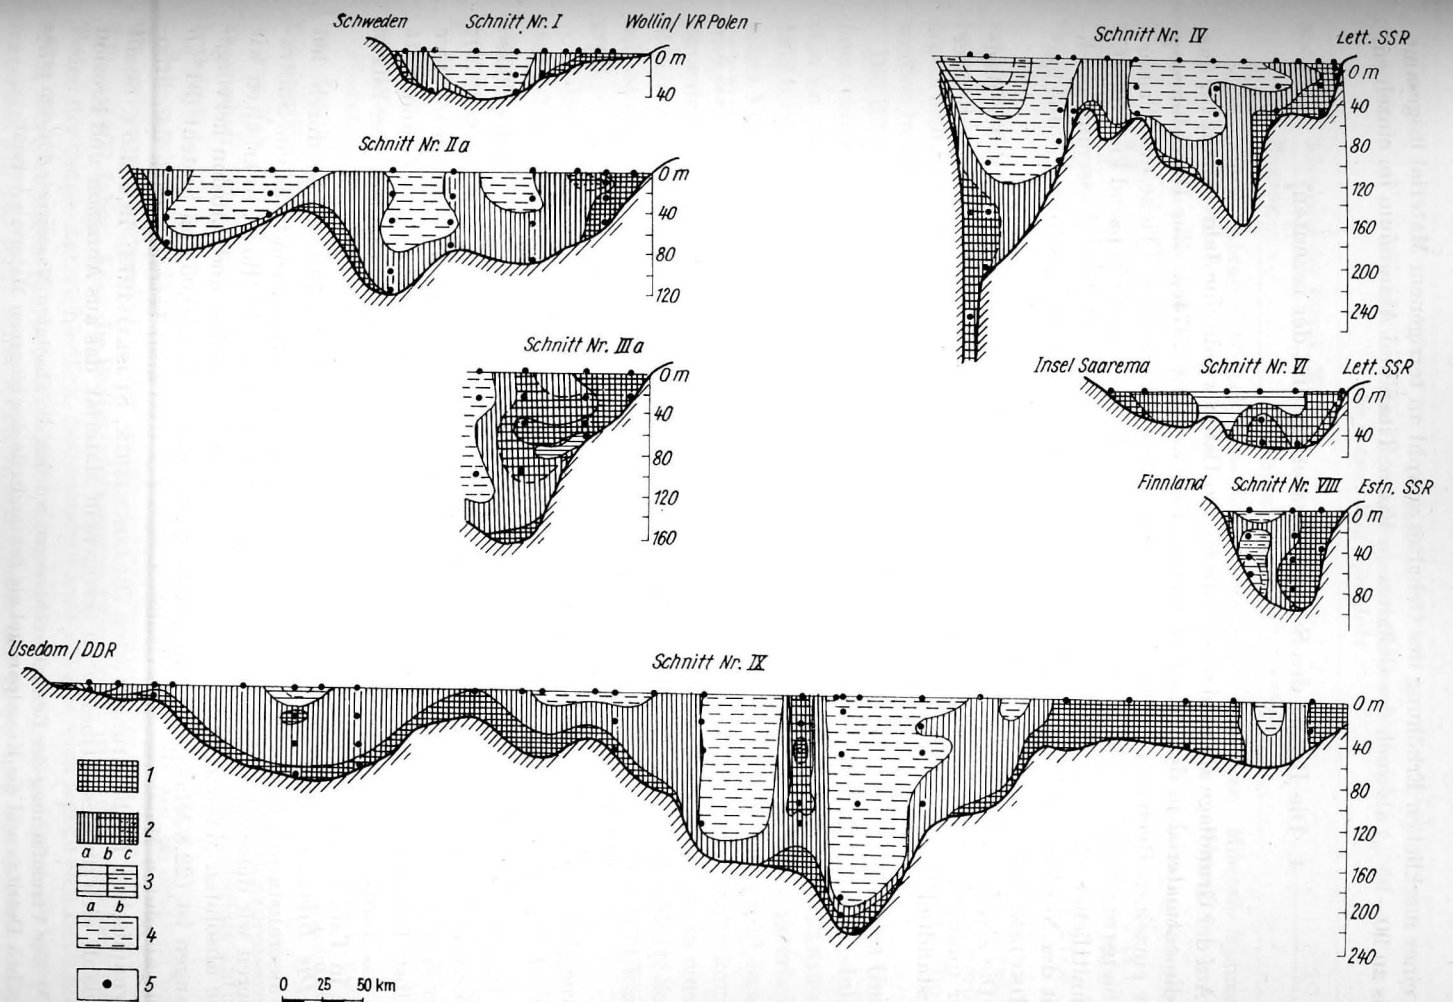 Schweden Schnitt Nr. I Wollin/ VR Polen
0 m
40
Schnitt Nr. IIa
0 m
40
80
120
Schnitt Nr. IIIa
0 m
40
80
120
160
Schnitt Nr. IV Lett. SSR
0 m
40
80
120
160
200
240
Insel Saarema Schnitt Nr. VI Lett. SSR
0 m
40
Finnland Schnitt Nr. VIII Estn. SSR
0 m
40
80
Usedom / DDR Schnitt Nr. IX
0 m
40
80
120
160
200
240
1
2
a b c
3
a b
4
5
0 25 50 km